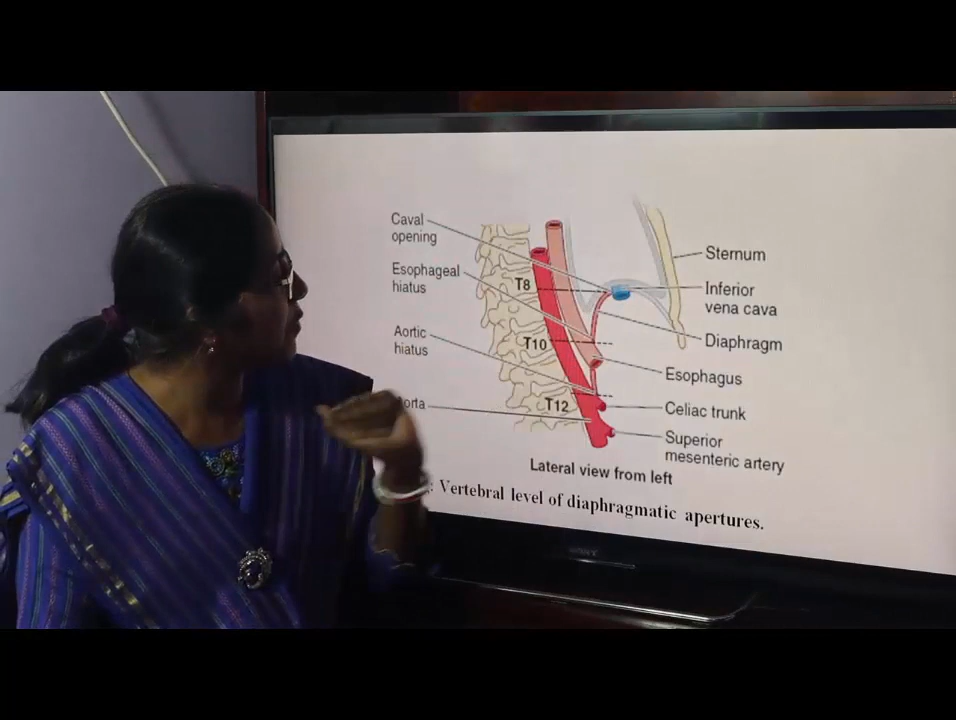 Caval
opening
Esophageal
hiatus
Aortic
hiatus
T8
T10
T12
Sternum
Inferior
vena cava
Diaphragm
Esophagus
Celiac trunk
Superior
mesenteric artery
Lateral view from left
: Vertebral level of diaphragmatic apertures.
SONY